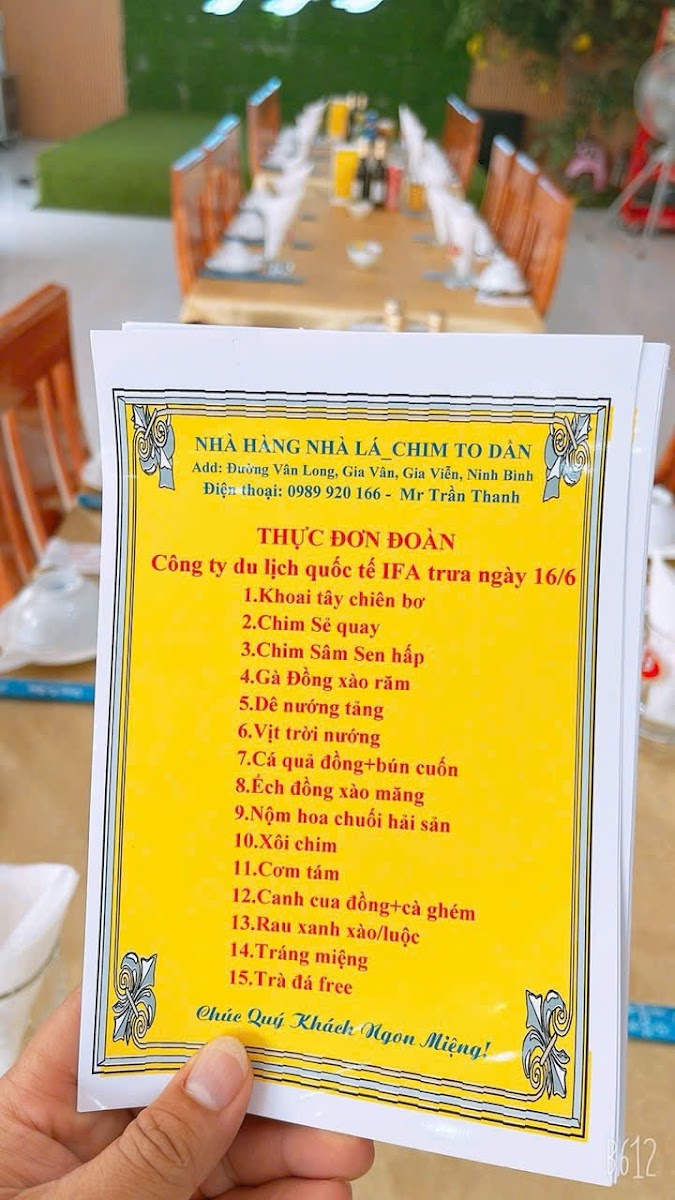 NHÀ HÀNG NHÀ LÁ_CHIM TO DẦN
Add: Đường Vân Long, Gia Vân, Gia Viễn, Ninh Bình
Điện thoại: 0989 920 166 - Mr Trần Thanh
THỰC ĐƠN ĐOÀN
Công ty du lịch quốc tế IFA trưa ngày 16/6
1.Khoai tây chiên bơ
2.Chim Sẻ quay
3.Chim Sâm Sen hấp
4.Gà Đồng xào răm
5.Dê nướng tảng
6.Vịt trời nướng
7.Cá quả đồng+bún cuốn
8.Ếch đồng xào măng
9.Nộm hoa chuối hải sản
10.Xôi chim
11.Cơm tám
12.Canh cua đồng+cà ghém
13.Rau xanh xào/luộc
14.Tráng miệng
15.Trà đá free
Chúc Quý Khách Ngon Miệng!
B612